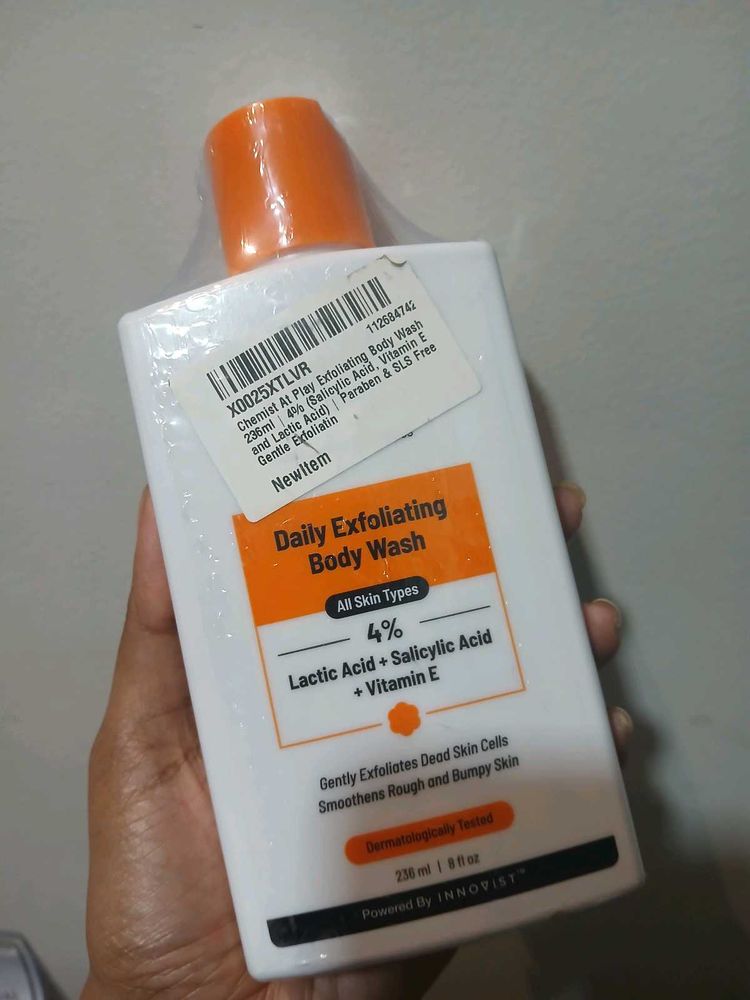 112684742
X0025XTLVR
Chemist At Play Exfoliating Body Wash
236ml | 4% (Salicylic Acid, Vitamin E
and Lactic Acid) | Paraben & SLS Free
Gentle Exfoliatin
NewItem
Daily Exfoliating
Body Wash
All Skin Types
4%
Lactic Acid + Salicylic Acid
+ Vitamin E
Gently Exfoliates Dead Skin Cells
Smoothens Rough and Bumpy Skin
Dermatologically Tested
236 ml | 8 fl oz
Powered By INNOVIST™